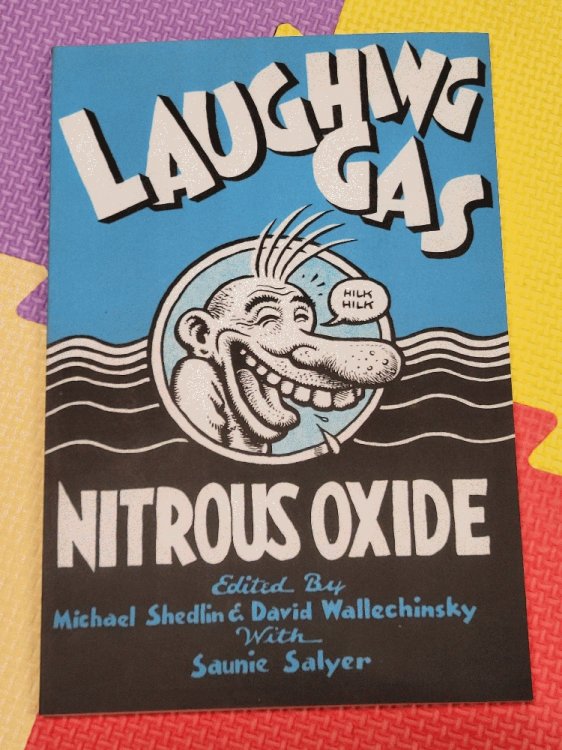 LAUGHING
GAS
HILK
HILK
NITROUS OXIDE
Edited By
Michael Shedlin & David Wallechinsky
With
Saunie Salyer